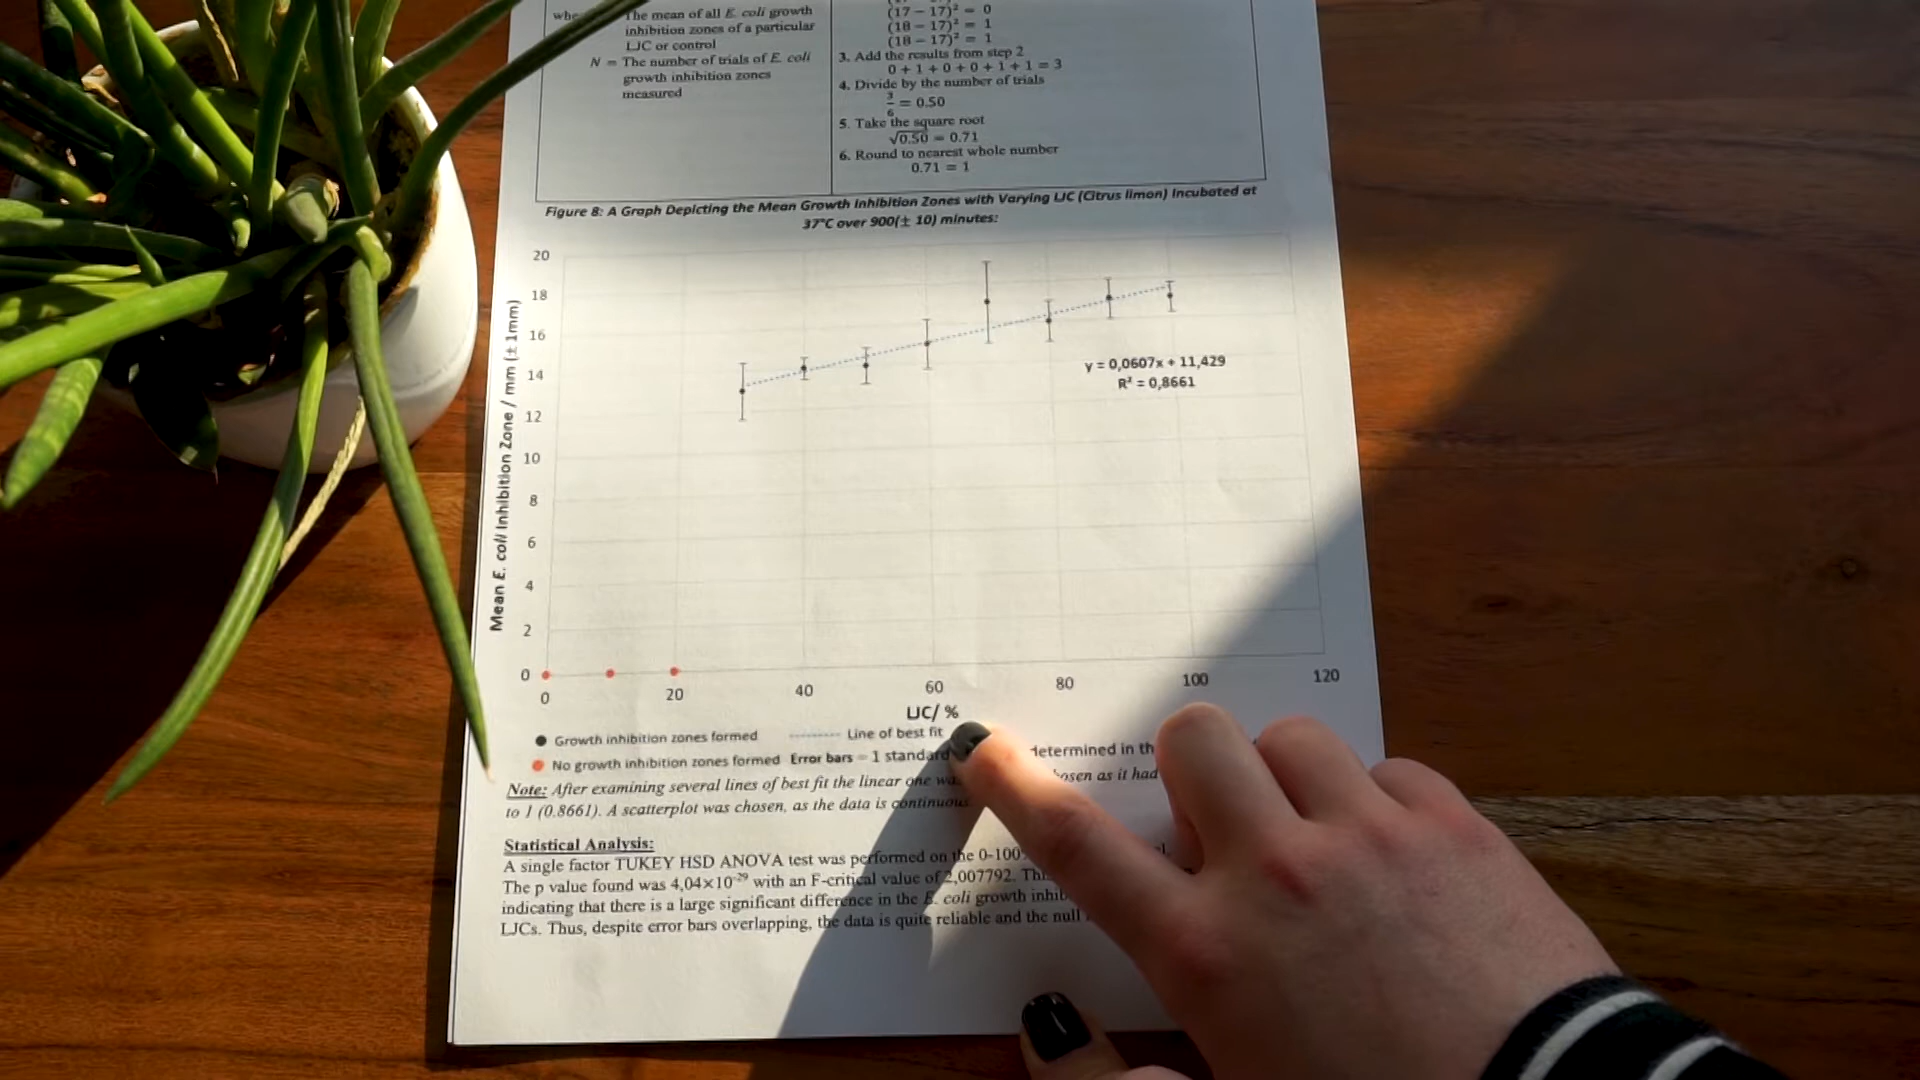 The mean of all E. coli growth
inhibition zones of a particular
LJC or control
N = The number of trials of E. coli
growth inhibition zones
measured
(17 − 17)² = 0
(18 − 17)² = 1
(18 − 17)² = 1
3. Add the results from step 2
0 + 1 + 0 + 0 + 1 + 1 = 3
4. Divide by the number of trials
3/6 = 0.50
5. Take the square root
√0.50 = 0.71
6. Round to nearest whole number
0.71 = 1
Figure 8: A Graph Depicting the Mean Growth Inhibition Zones with Varying LJC (Citrus limon) Incubated at
37°C over 900(± 10) minutes:
Mean E. coli Inhibition Zone / mm (± 1mm)
20
18
16
14
12
10
8
6
4
2
0
y = 0,0607x + 11,429
R² = 0,8661
0 20 40 60 80 100 120
LJC/ %
Growth inhibition zones formed Line of best fit
No growth inhibition zones formed Error bars = 1 standard determined in
Note: After examining several lines of best fit the linear one as it had
to 1 (0.8661). A scatterplot was chosen, as the data is continuous
Statistical Analysis:
A single factor TUKEY HSD ANOVA test was performed on the 0-100
The p value found was 4,04×10⁻²⁹ with an F-critical value of 2,007792.
indicating that there is a large significant difference in the E. coli growth
LJCs. Thus, despite error bars overlapping, the data is quite reliable and the null